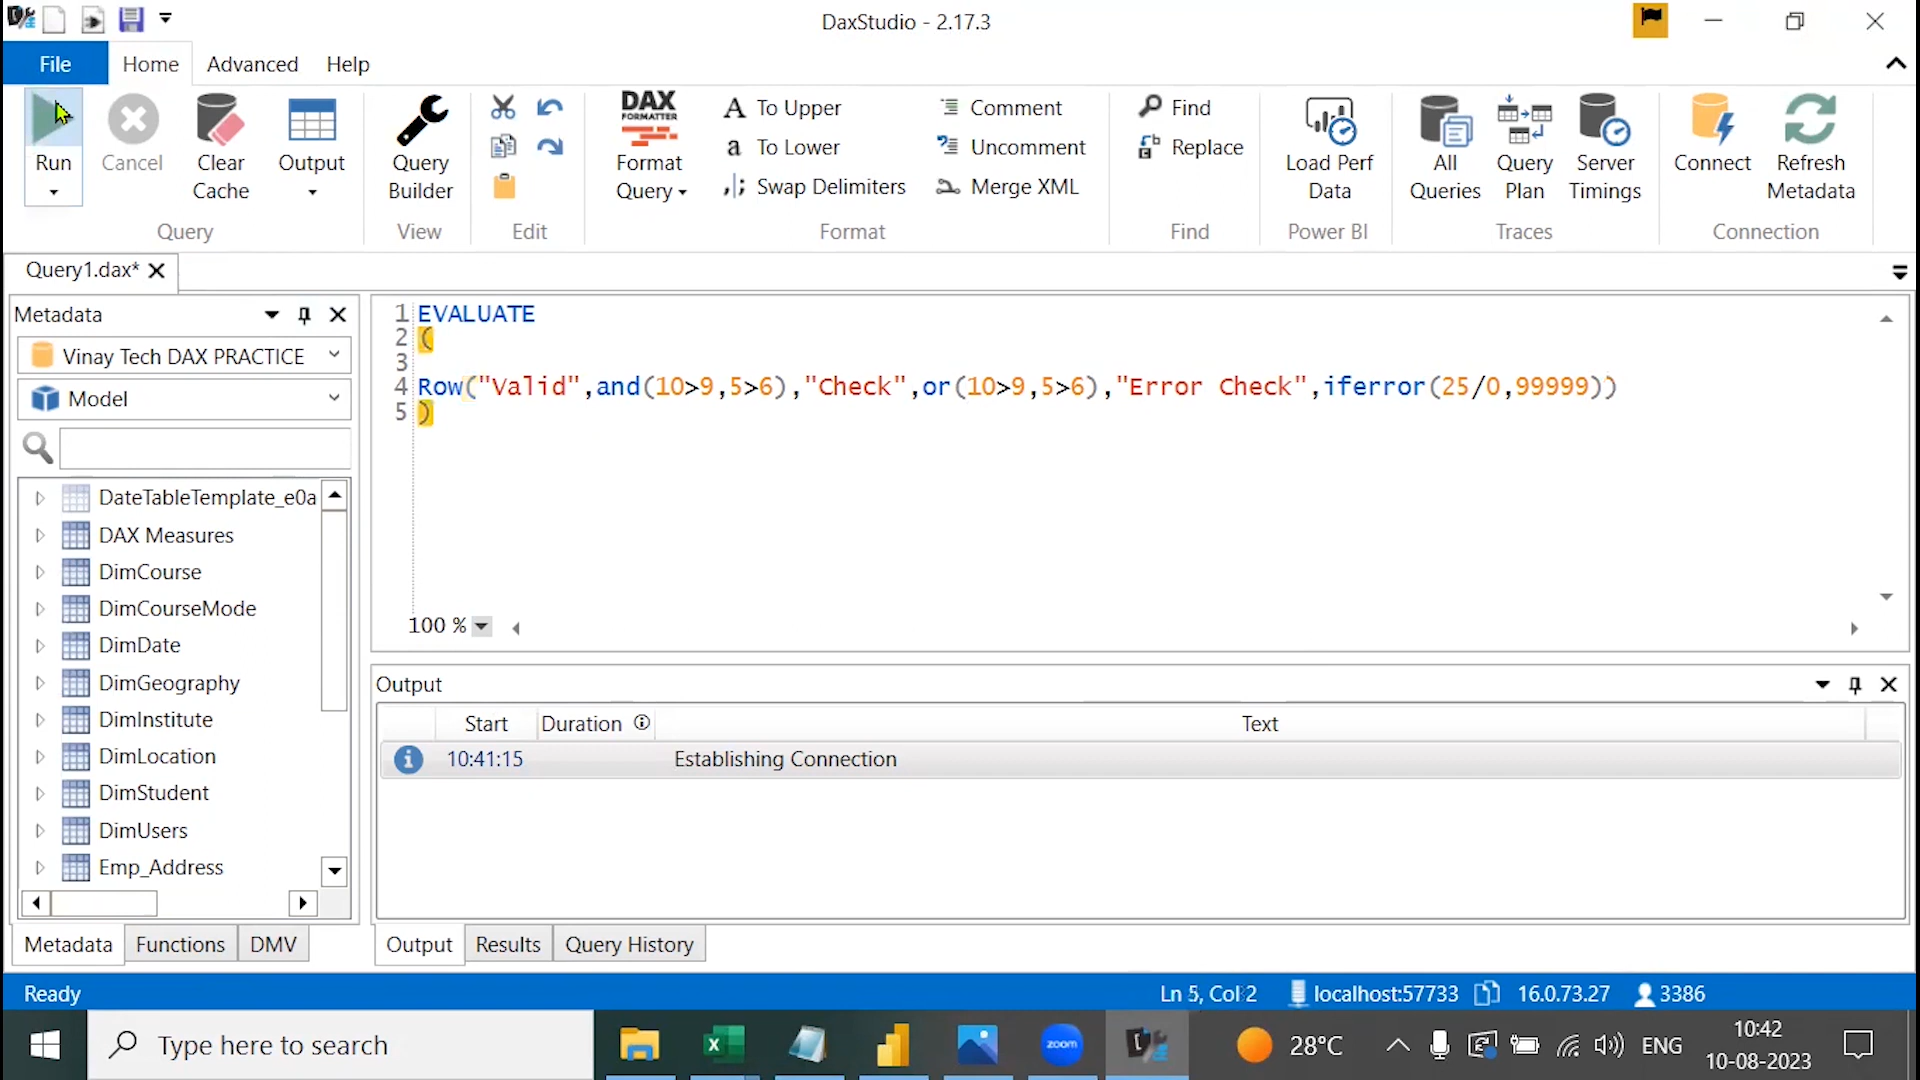 DaxStudio - 2.17.3
File
Home
Advanced
Help
Run
Cancel
Clear
Cache
Output
Query
Query
Builder
View
Edit
DAX
FORMATTER
Format
Query
To Upper
To Lower
Swap Delimiters
Comment
Uncomment
Merge XML
Format
Find
Replace
Find
Load Perf
Data
Power BI
All
Queries
Query
Plan
Server
Timings
Traces
Connect
Refresh
Metadata
Connection
Query1.dax*
Metadata
Vinay Tech DAX PRACTICE
Model
DateTableTemplate_e0a
DAX Measures
DimCourse
DimCourseMode
DimDate
DimGeography
DimInstitute
DimLocation
DimStudent
DimUsers
Emp_Address
Metadata
Functions
DMV
1 EVALUATE
2 (
3
4 Row("Valid",and(10>9,5>6),"Check",or(10>9,5>6),"Error Check",iferror(25/0,99999))
5 )
100 %
Output
Start
Duration
Text
10:41:15
Establishing Connection
Output
Results
Query History
Ready
Ln 5, Col 2
localhost:57733
16.0.73.27
3386
Type here to search
zoom
28°C
ENG
10:42
10-08-2023